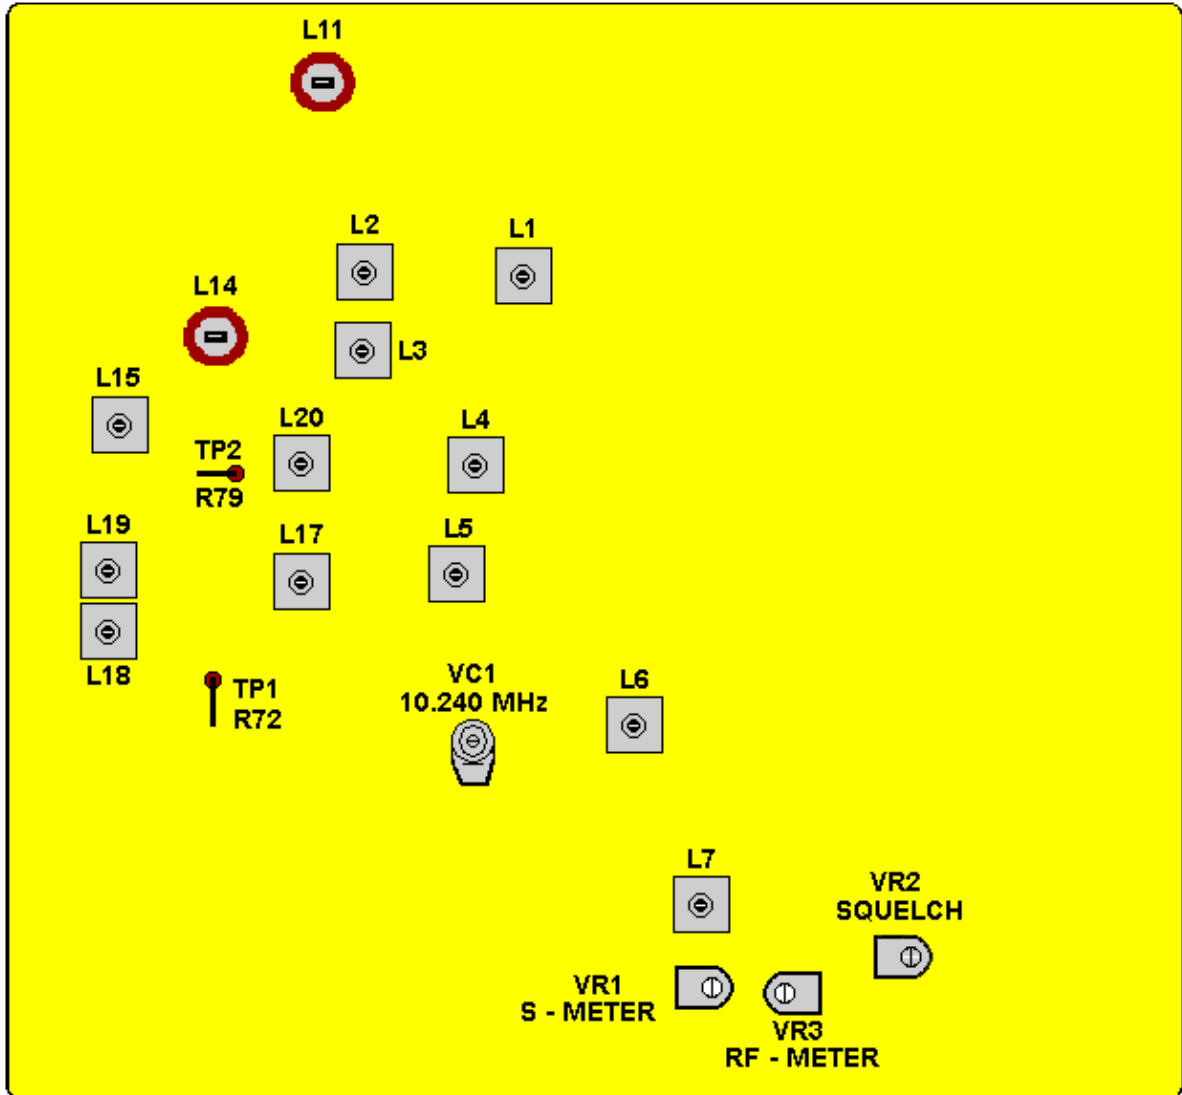 L11
L2
L1
L14
L3
L15
L20
L4
TP2
R79
L19
L17
L5
L18
TP1
R72
VC1
10.240 MHz
L6
L7
VR2
SQUELCH
VR1
S - METER
VR3
RF - METER